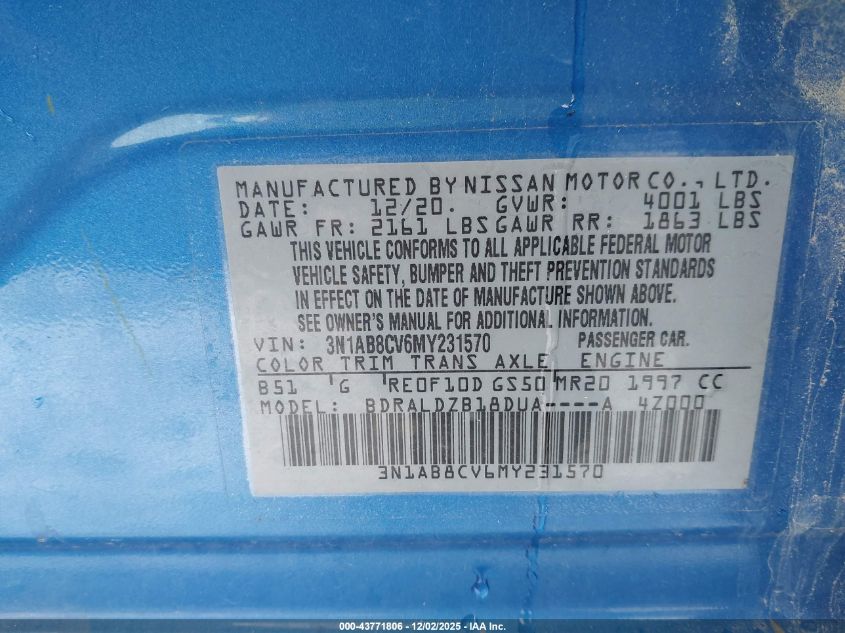 MANUFACTURED BY NISSAN MOTOR CO., LTD.
DATE: 12/20. GVWR: 4001 LBS
GAWR FR: 2161 LBS GAWR RR: 1863 LBS
THIS VEHICLE CONFORMS TO ALL APPLICABLE FEDERAL MOTOR
VEHICLE SAFETY, BUMPER AND THEFT PREVENTION STANDARDS
IN EFFECT ON THE DATE OF MANUFACTURE SHOWN ABOVE.
SEE OWNER'S MANUAL FOR ADDITIONAL INFORMATION.
VIN: 3N1AB8CV6MY231570 PASSENGER CAR.
COLOR TRIM TRANS AXLE ENGINE
B51 'G RE0F10D GS50 MR20 1997 CC
MODEL: BDRALDZB18DUA----A 4Z000
3N1AB8CV6MY231570
000-43771806 - 12/02/2025 - IAA Inc.